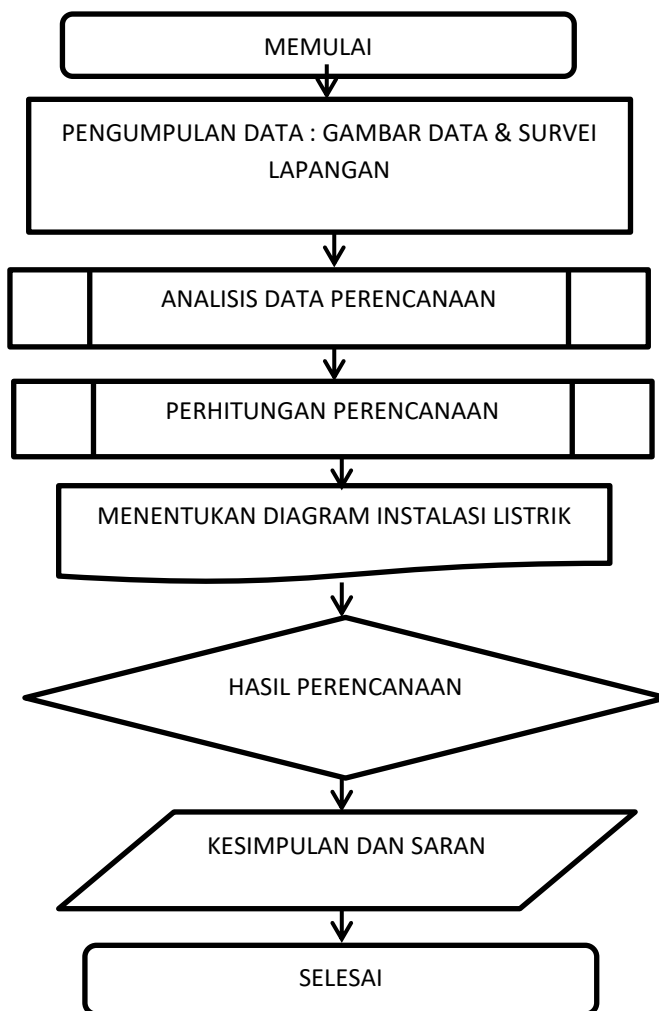 MEMULAI
PENGUMPULAN DATA : GAMBAR DATA & SURVEI
LAPANGAN
ANALISIS DATA PERENCANAAN
PERHITUNGAN PERENCANAAN
MENENTUKAN DIAGRAM INSTALASI LISTRIK
HASIL PERENCANAAN
KESIMPULAN DAN SARAN
SELESAI